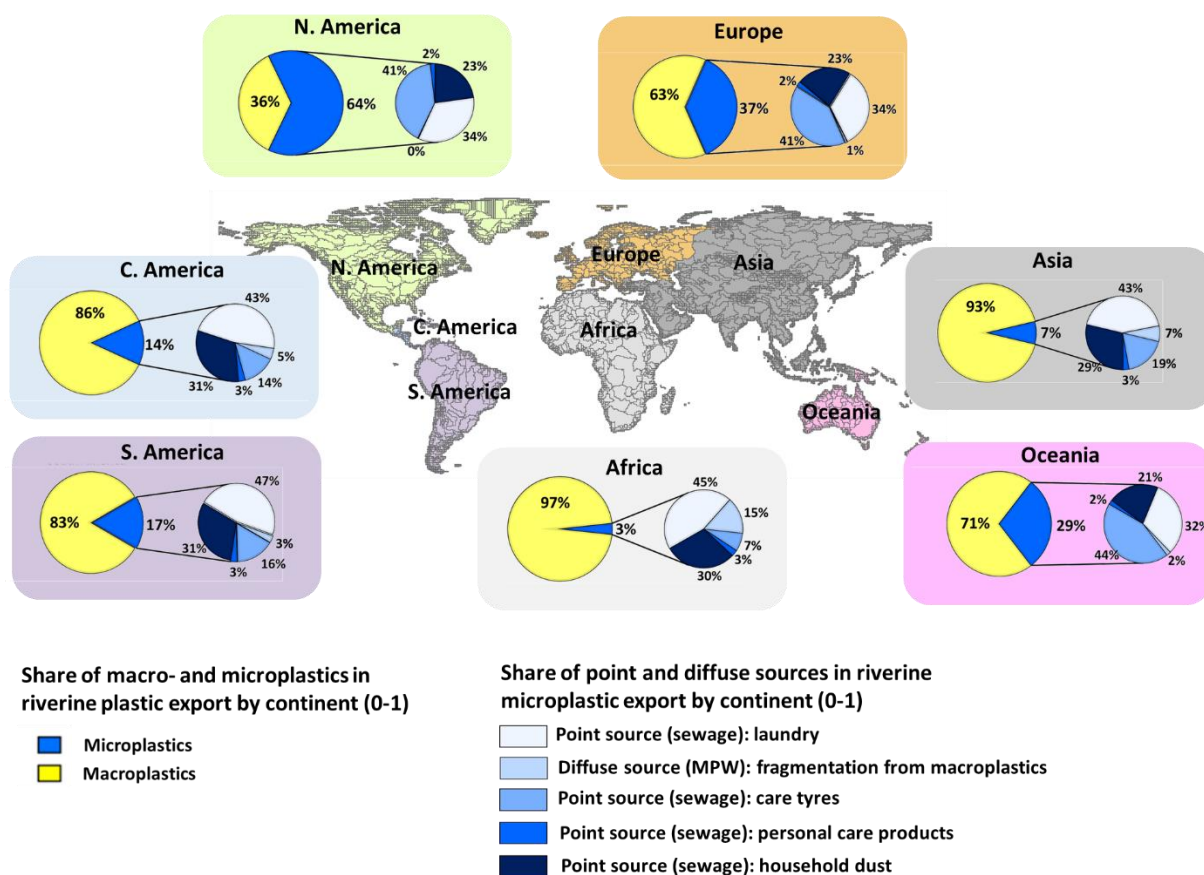 N. America
36%
64%
41%
2%
23%
34%
0%
Europe
63%
37%
2%
23%
34%
41%
1%
N. America
Europe
Asia
C. America
Africa
S. America
Oceania
C. America
86%
14%
43%
5%
14%
3%
31%
Asia
93%
7%
43%
7%
19%
3%
29%
S. America
83%
17%
47%
3%
16%
3%
31%
Africa
97%
3%
45%
15%
7%
3%
30%
Oceania
71%
29%
2%
21%
32%
2%
44%
Share of macro- and microplastics in
riverine plastic export by continent (0-1)
Microplastics
Macroplastics
Share of point and diffuse sources in riverine
microplastic export by continent (0-1)
Point source (sewage): laundry
Diffuse source (MPW): fragmentation from macroplastics
Point source (sewage): care tyres
Point source (sewage): personal care products
Point source (sewage): household dust